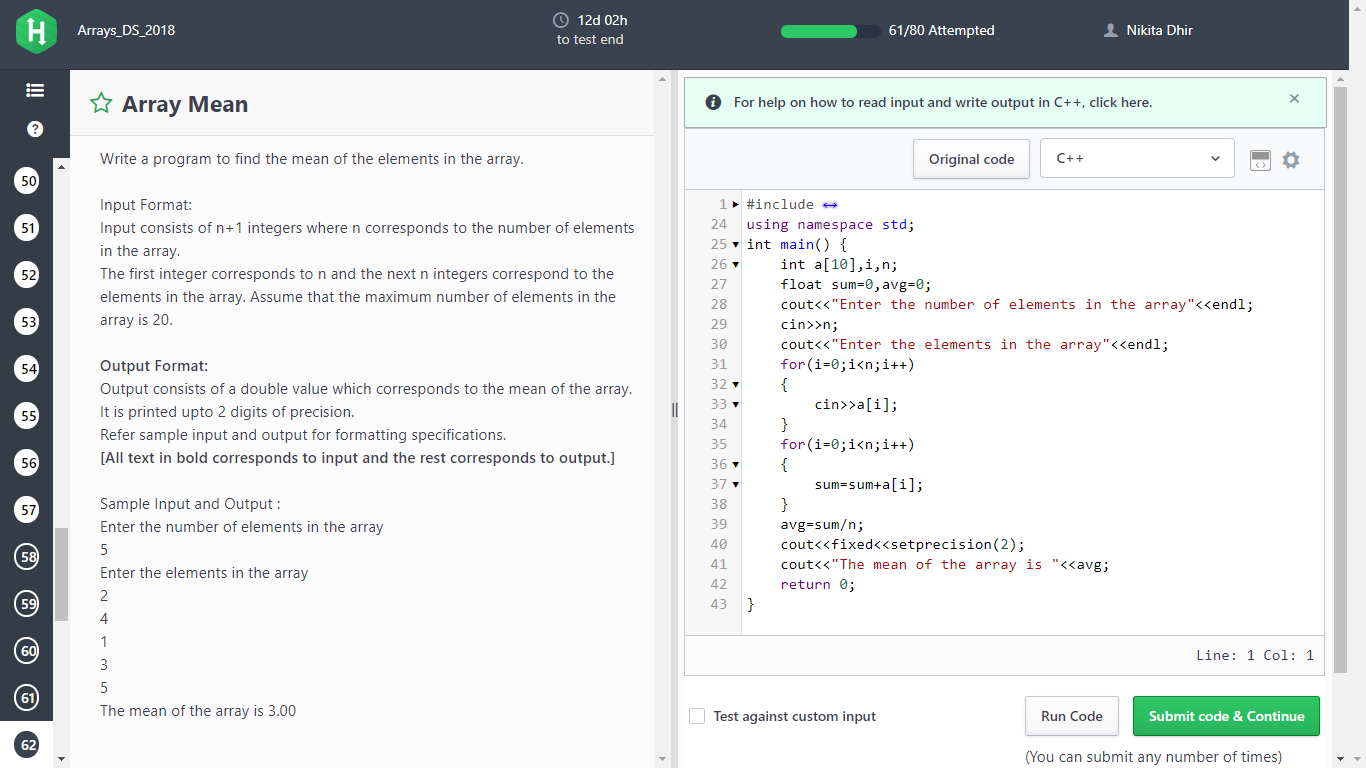 Arrays_DS_2018
12d 02h
to test end
61/80 Attempted
Nikita Dhir
?
50
51
52
53
54
55
56
57
58
59
60
61
62
Array Mean
Write a program to find the mean of the elements in the array.
Input Format:
Input consists of n+1 integers where n corresponds to the number of elements
in the array.
The first integer corresponds to n and the next n integers correspond to the
elements in the array. Assume that the maximum number of elements in the
array is 20.
Output Format:
Output consists of a double value which corresponds to the mean of the array.
It is printed upto 2 digits of precision.
Refer sample input and output for formatting specifications.
[All text in bold corresponds to input and the rest corresponds to output.]
Sample Input and Output :
Enter the number of elements in the array
5
Enter the elements in the array
2
4
1
3
5
The mean of the array is 3.00
For help on how to read input and write output in C++, click here.
Original code
C++
1 #include
24 using namespace std;
25 int main() {
26 int a[10],i,n;
27 float sum=0,avg=0;
28 cout<<"Enter the number of elements in the array"<<endl;
29 cin>>n;
30 cout<<"Enter the elements in the array"<<endl;
31 for(i=0;i<n;i++)
32 {
33 cin>>a[i];
34 }
35 for(i=0;i<n;i++)
36 {
37 sum=sum+a[i];
38 }
39 avg=sum/n;
40 cout<<fixed<<setprecision(2);
41 cout<<"The mean of the array is "<<avg;
42 return 0;
43 }
Line: 1 Col: 1
Test against custom input
Run Code
Submit code & Continue
(You can submit any number of times)